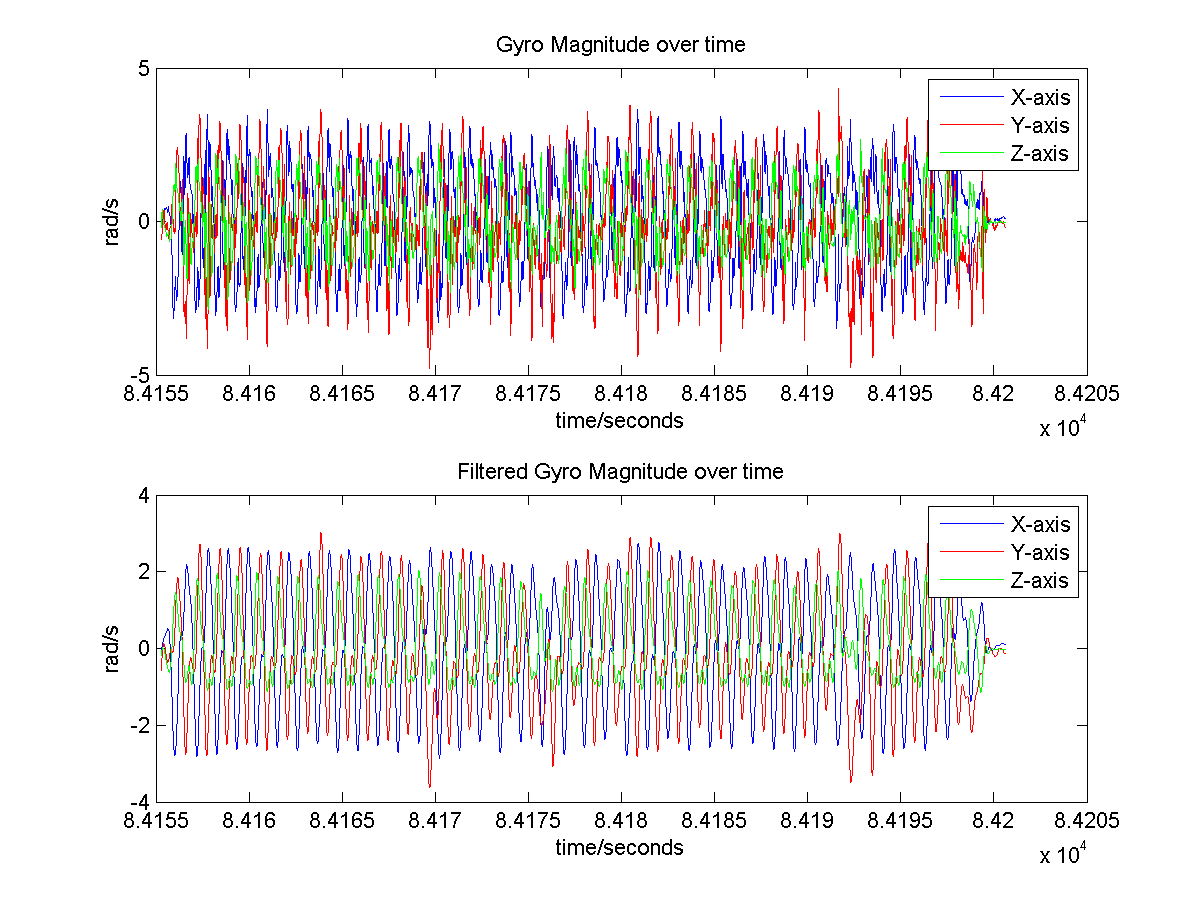 Gyro Magnitude over time
5
0
-5
rad/s
X-axis
Y-axis
Z-axis
8.4155 8.416 8.4165 8.417 8.4175 8.418 8.4185 8.419 8.4195 8.42 8.4205
time/seconds
x 10^4
Filtered Gyro Magnitude over time
4
2
0
-2
-4
rad/s
X-axis
Y-axis
Z-axis
8.4155 8.416 8.4165 8.417 8.4175 8.418 8.4185 8.419 8.4195 8.42 8.4205
time/seconds
x 10^4